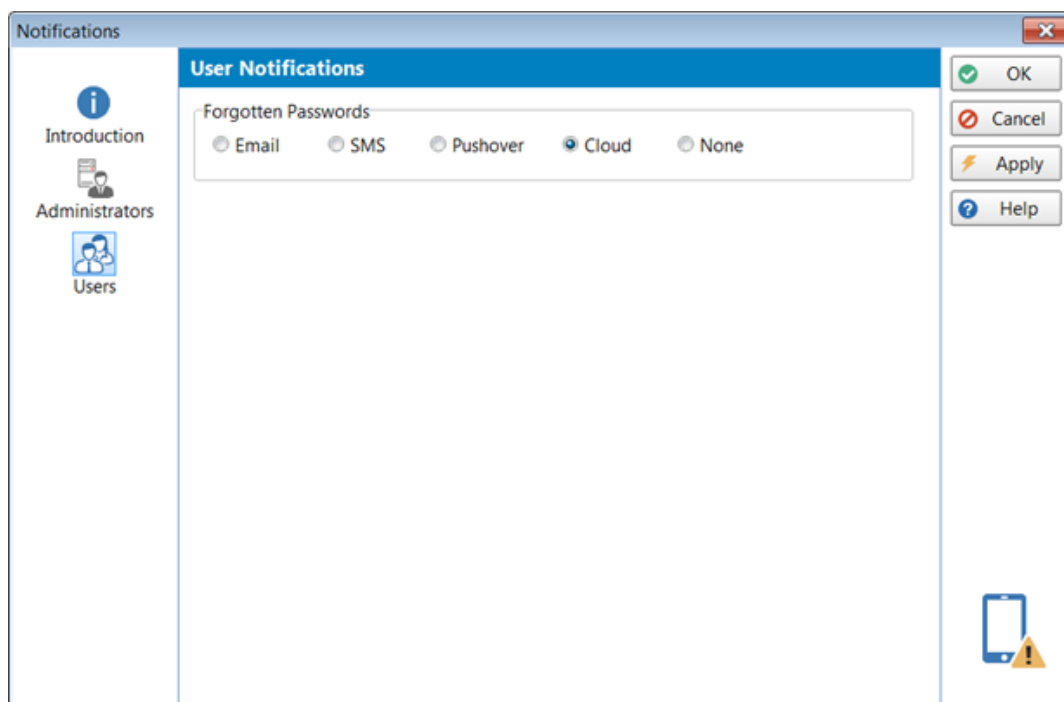 Notifications
Introduction
Administrators
Users
User Notifications
Forgotten Passwords
Email SMS Pushover Cloud None
OK
Cancel
Apply
Help